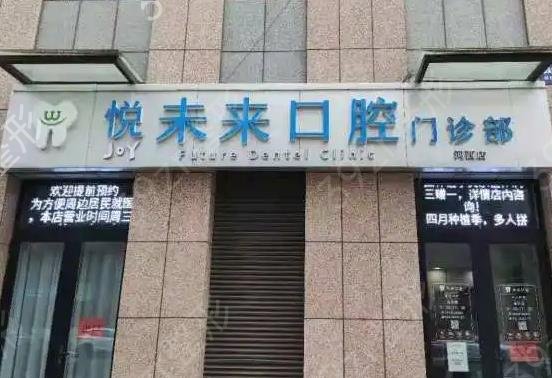 悦未来口腔门诊部
JOY Future Dentel Clinic
欢迎提前预约
为方便周边居民就医
，本店营业时间周三
三赠一，详情店内咨
询！
四月种植季，多人拼